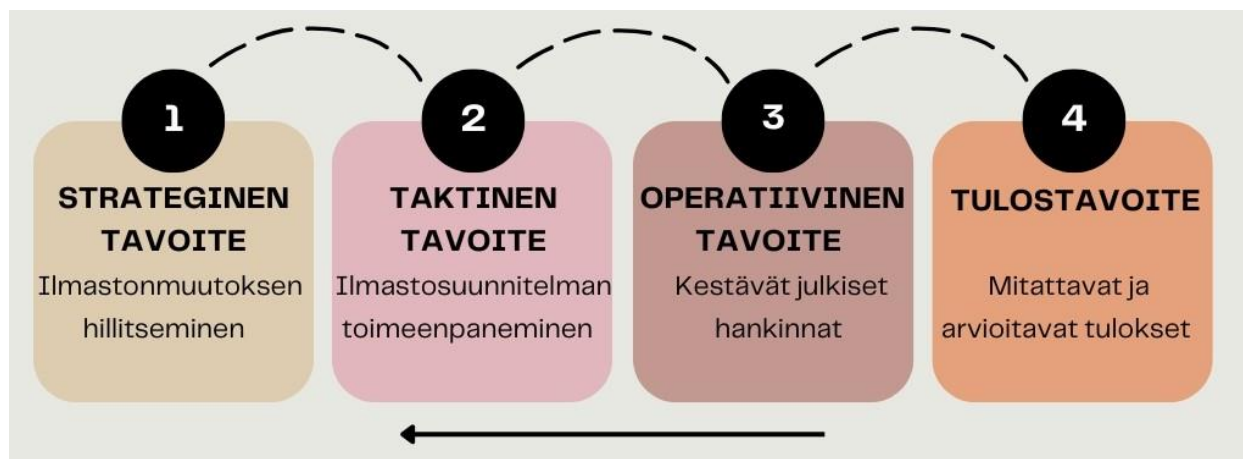 1
STRATEGINEN
TAVOITE
Ilmastonmuutoksen
hillitseminen
2
TAKTINEN
TAVOITE
Ilmastosuunnitelman
toimeenpaneminen
3
OPERATIIVINEN
TAVOITE
Kestävät julkiset
hankinnat
4
TULOSTAVOITE
Mitattavat ja
arvioitavat tulokset